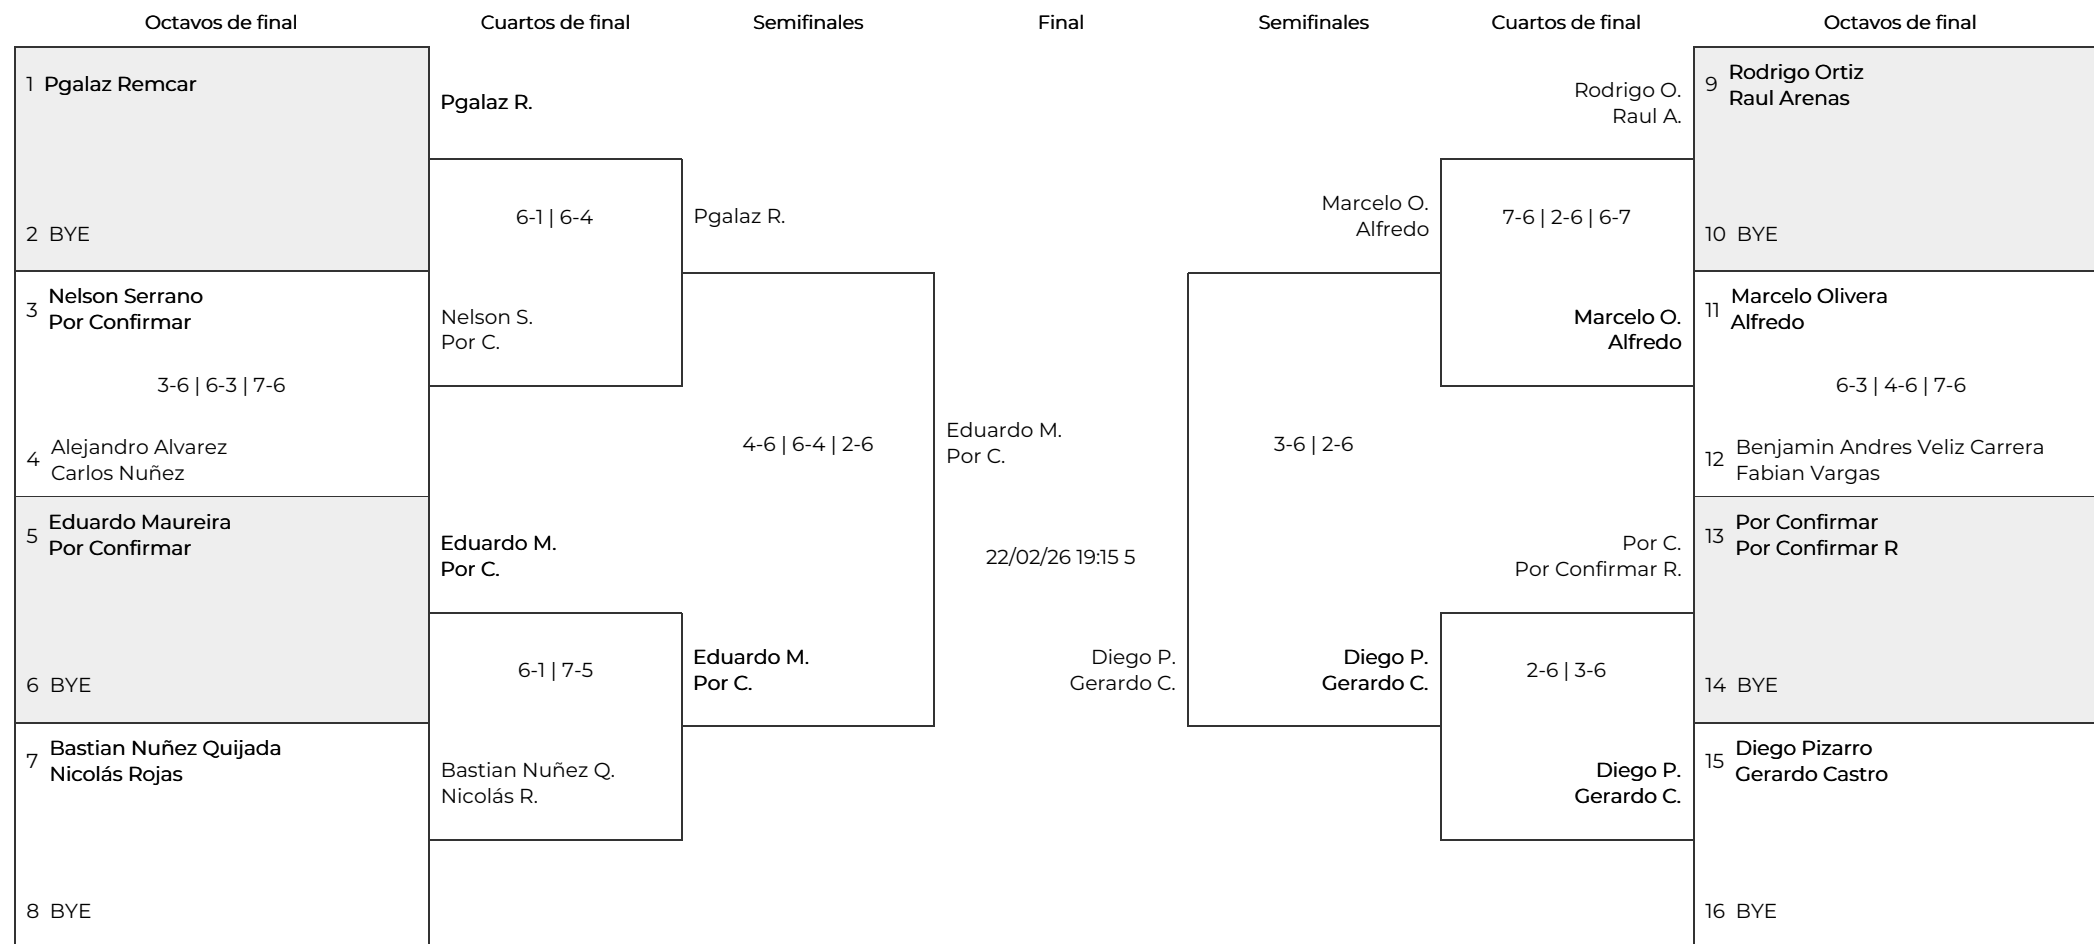 Octavos de final
Cuartos de final
Semifinales
Final
Semifinales
Cuartos de final
Octavos de final
1 Pgalaz Remcar
2 BYE
3 Nelson Serrano
Por Confirmar
3-6 | 6-3 | 7-6
4 Alejandro Alvarez
Carlos Nuñez
5 Eduardo Maureira
Por Confirmar
6 BYE
7 Bastian Nuñez Quijada
Nicolás Rojas
8 BYE
Pgalaz R.
6-1 | 6-4
Nelson S.
Por C.
Eduardo M.
Por C.
6-1 | 7-5
Bastian Nuñez Q.
Nicolás R.
Pgalaz R.
4-6 | 6-4 | 2-6
Eduardo M.
Por C.
Eduardo M.
Por C.
22/02/26 19:15 5
Diego P.
Gerardo C.
Marcelo O.
Alfredo
3-6 | 2-6
Diego P.
Gerardo C.
Rodrigo O.
Raul A.
7-6 | 2-6 | 6-7
Marcelo O.
Alfredo
Por C.
Por Confirmar R.
2-6 | 3-6
Diego P.
Gerardo C.
9 Rodrigo Ortiz
Raul Arenas
10 BYE
11 Marcelo Olivera
Alfredo
6-3 | 4-6 | 7-6
12 Benjamin Andres Veliz Carrera
Fabian Vargas
13 Por Confirmar
Por Confirmar R
14 BYE
15 Diego Pizarro
Gerardo Castro
16 BYE